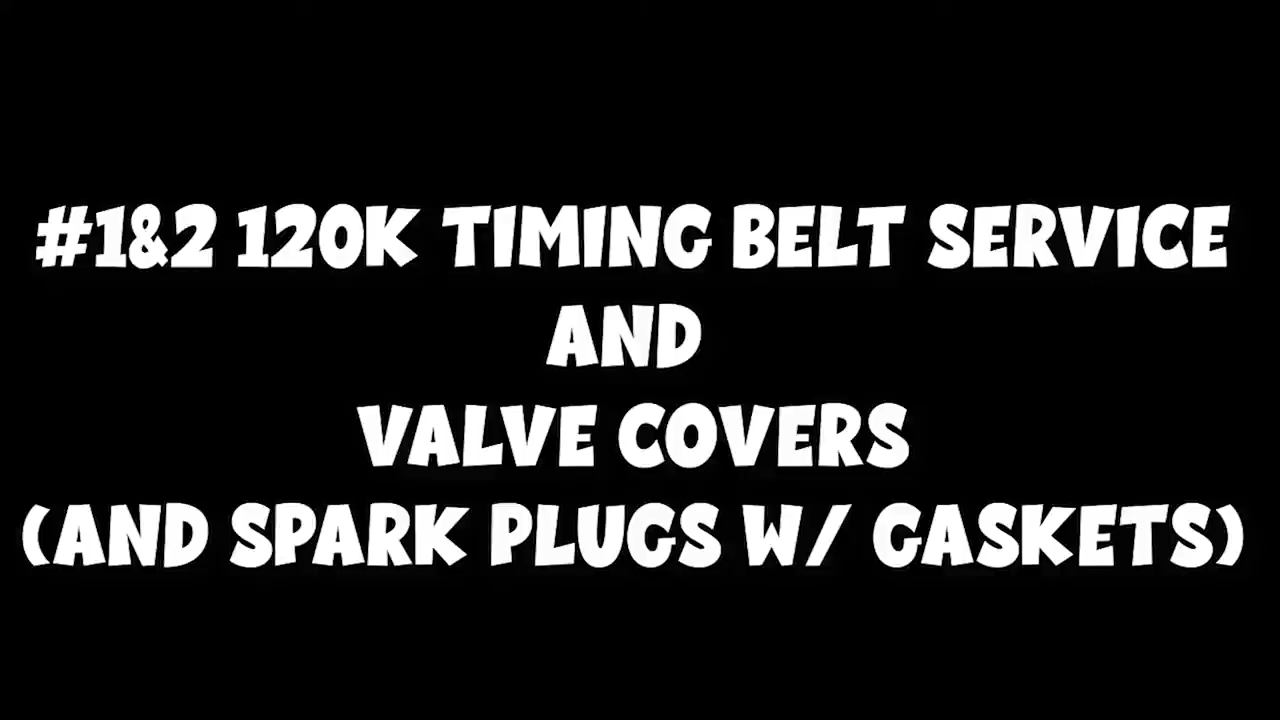 #1&2 120K TIMING BELT SERVICE
AND
VALVE COVERS
(AND SPARK PLUGS W/ GASKETS)